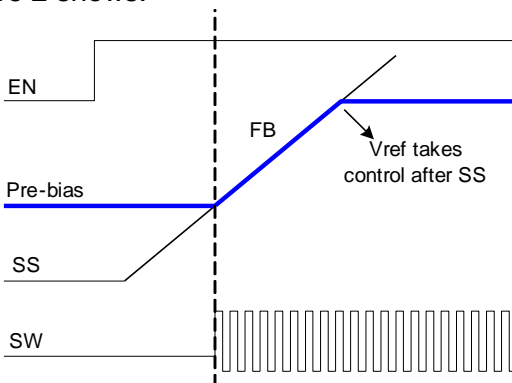 EN
FB
Vref takes
control after SS
Pre-bias
SS
SW